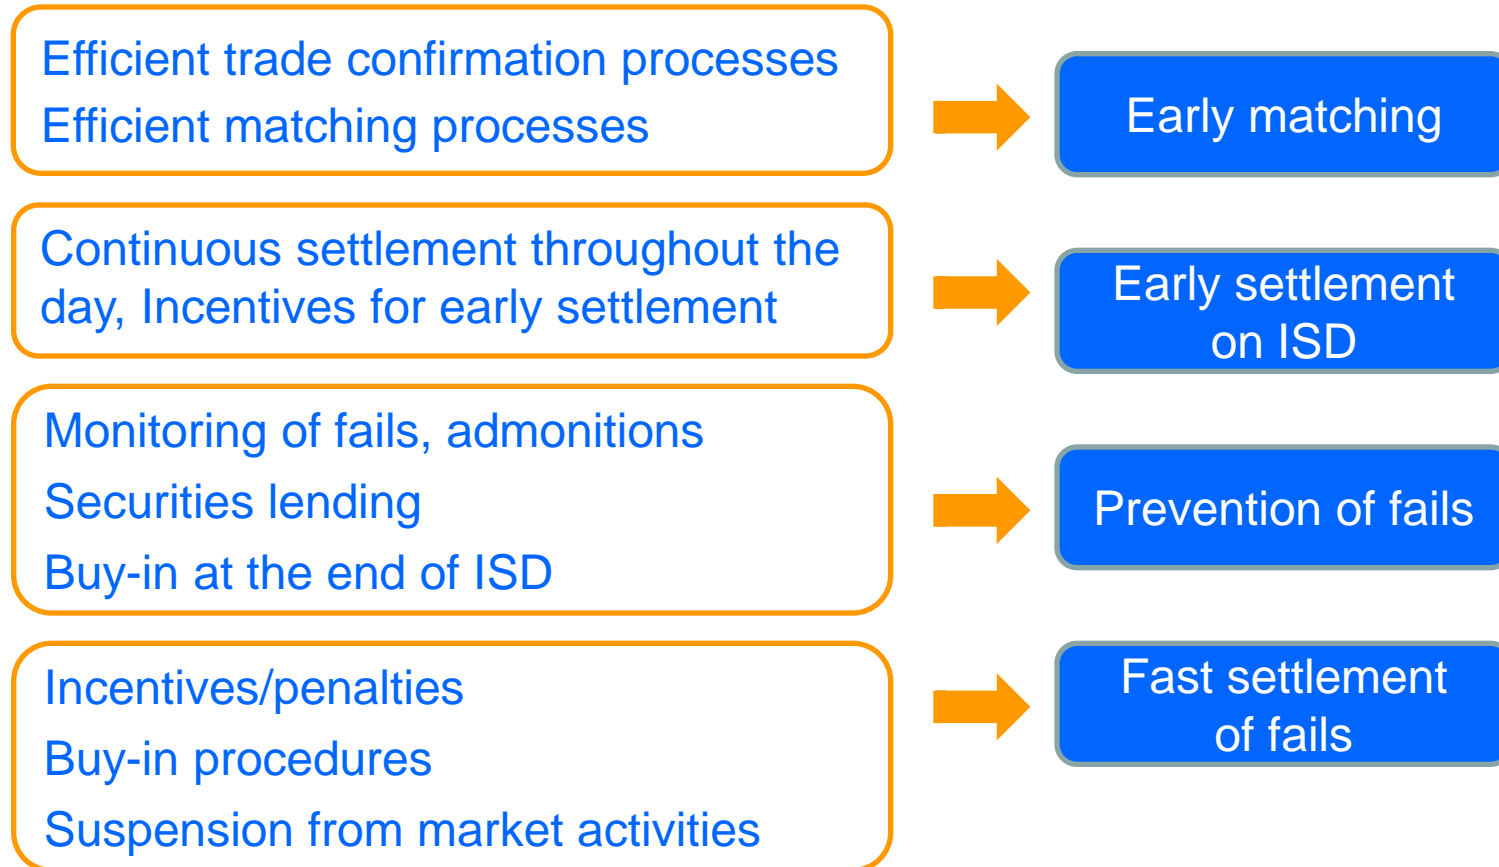 Efficient trade confirmation processes
Efficient matching processes
Early matching
Continuous settlement throughout the
day, Incentives for early settlement
Early settlement
on ISD
Monitoring of fails, admonitions
Securities lending
Buy-in at the end of ISD
Prevention of fails
Incentives/penalties
Buy-in procedures
Suspension from market activities
Fast settlement
of fails